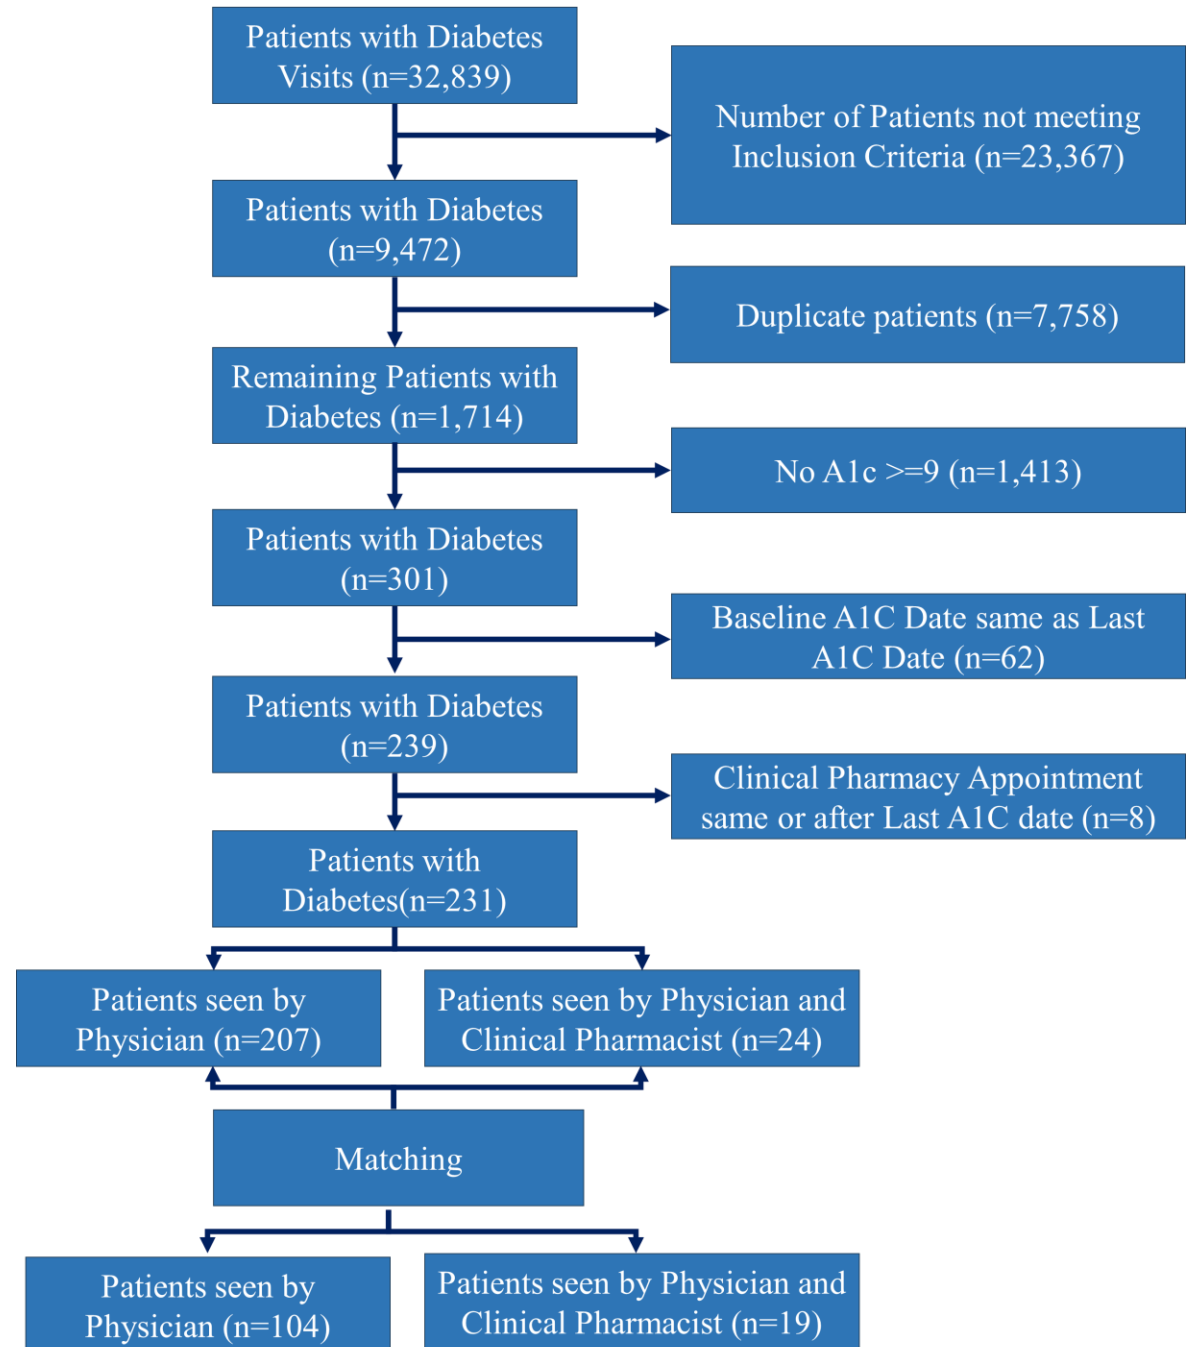 Patients with Diabetes
Visits (n=32,839)
Number of Patients not meeting
Inclusion Criteria (n=23,367)
Patients with Diabetes
(n=9,472)
Duplicate patients (n=7,758)
Remaining Patients with
Diabetes (n=1,714)
No A1c >=9 (n=1,413)
Patients with Diabetes
(n=301)
Baseline A1C Date same as Last
A1C Date (n=62)
Patients with Diabetes
(n=239)
Clinical Pharmacy Appointment
same or after Last A1C date (n=8)
Patients with
Diabetes(n=231)
Patients seen by
Physician (n=207)
Patients seen by Physician and
Clinical Pharmacist (n=24)
Matching
Patients seen by
Physician (n=104)
Patients seen by Physician and
Clinical Pharmacist (n=19)